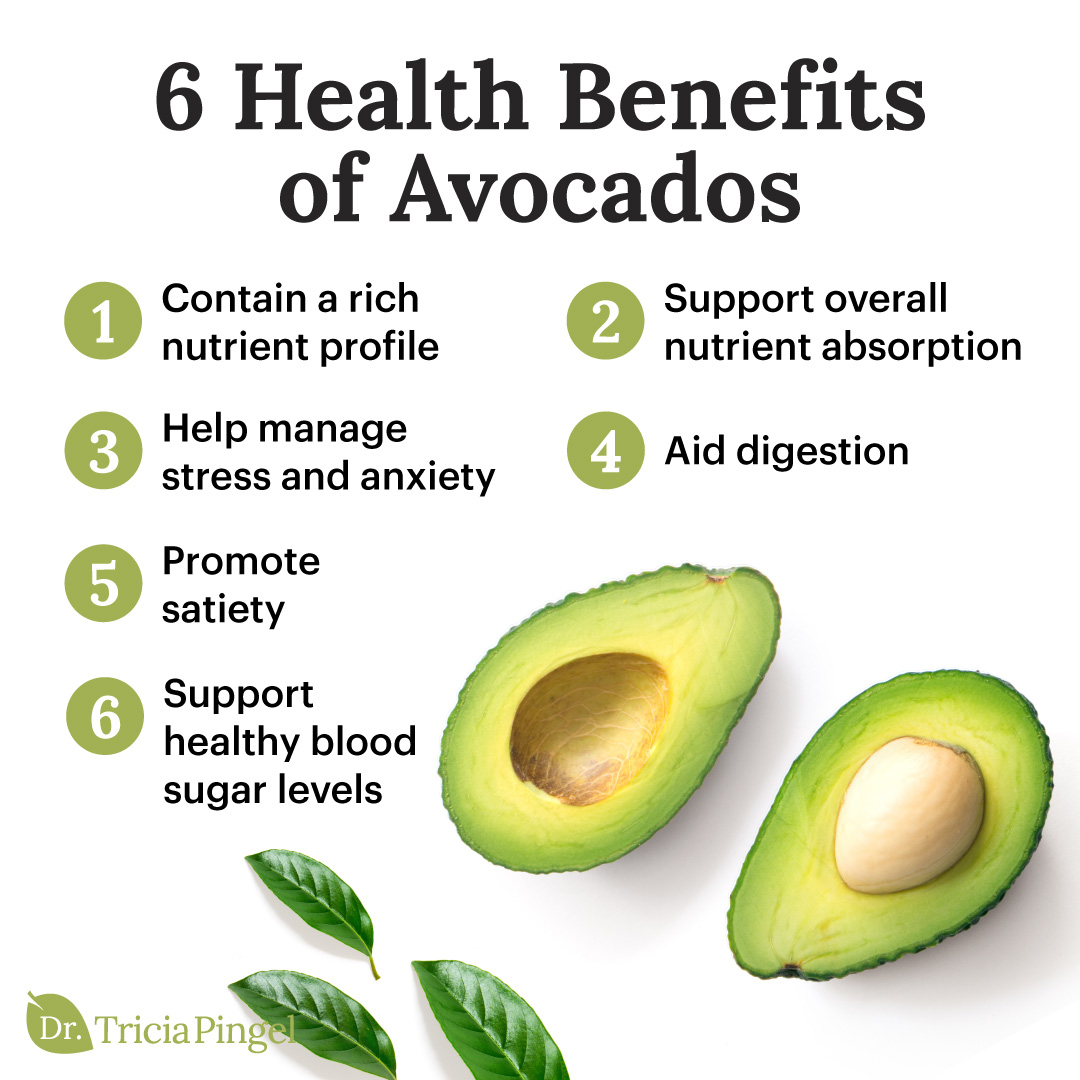 6 Health Benefits
of Avocados
1
Contain a rich
nutrient profile
2
Support overall
nutrient absorption
3
Help manage
stress and anxiety
4
Aid digestion
5
Promote
satiety
6
Support
healthy blood
sugar levels
Dr. Tricia Pingel